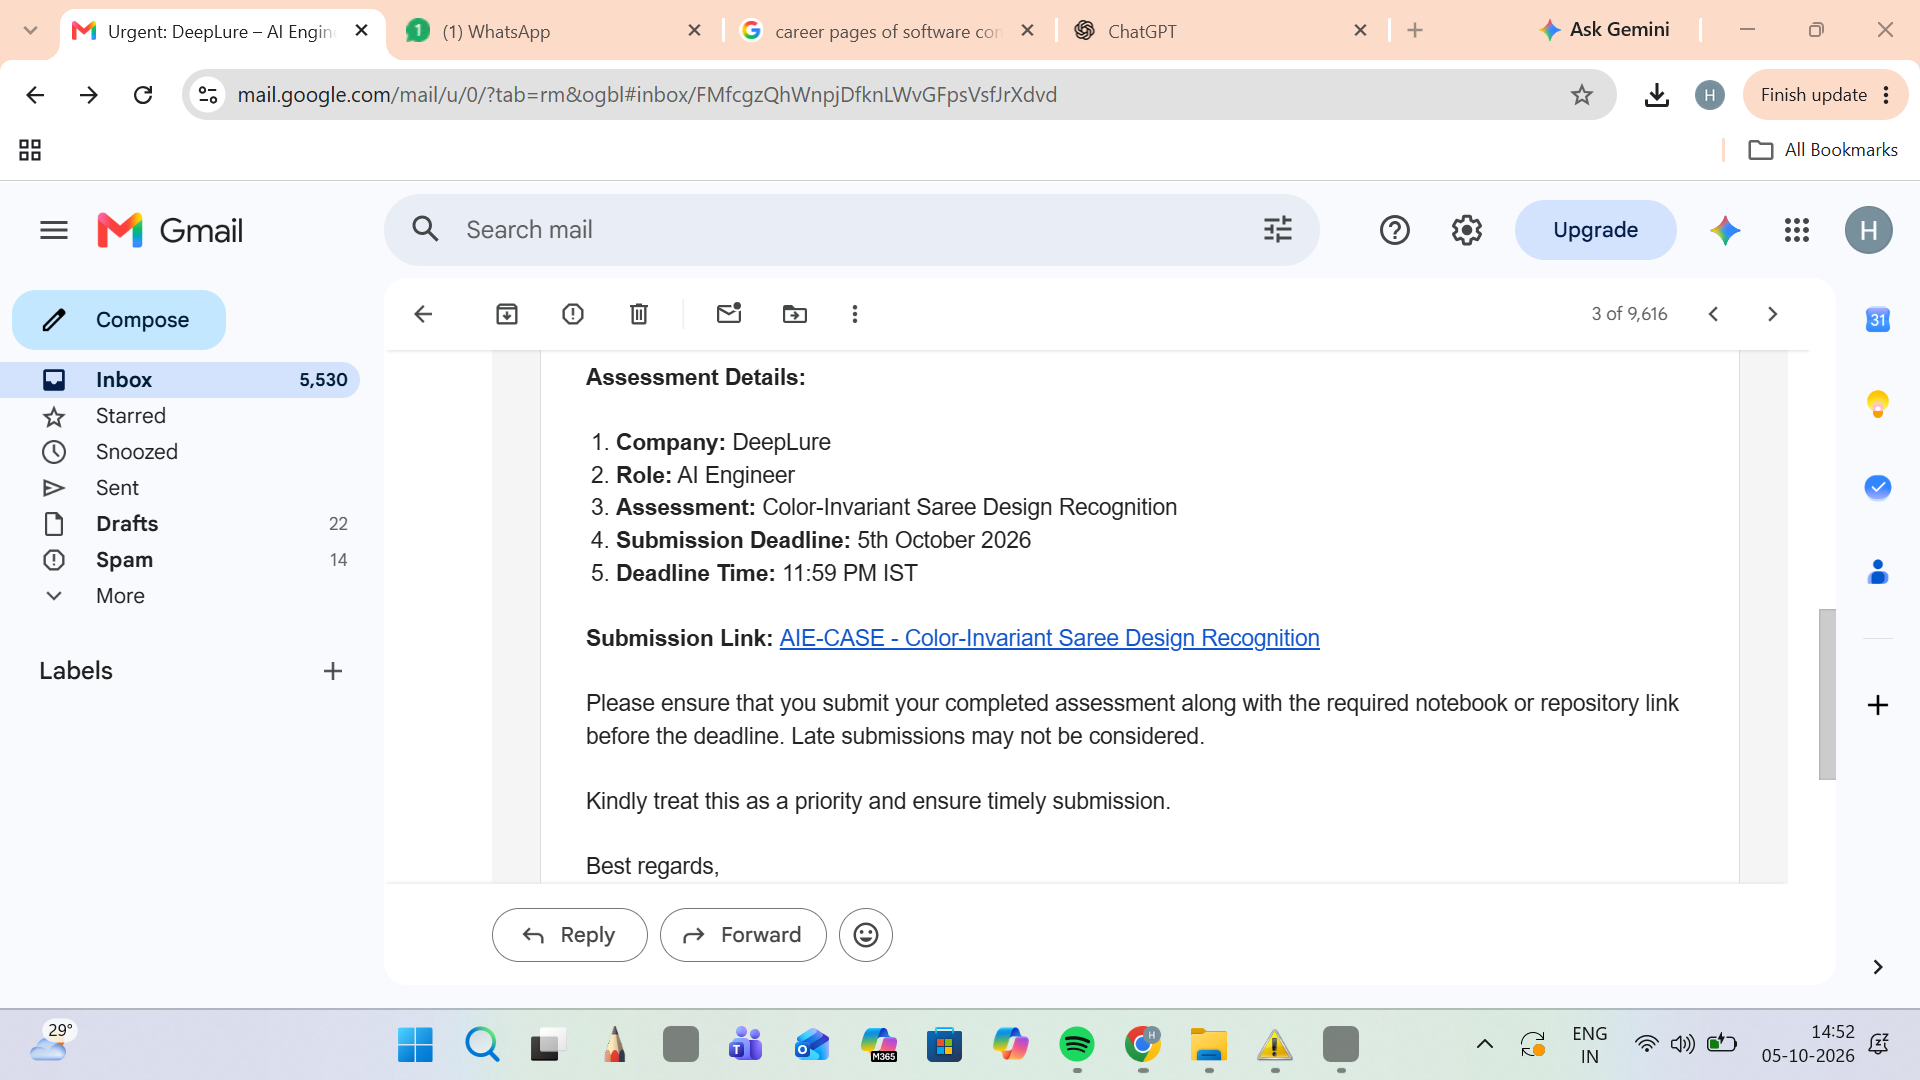 Urgent: DeepLure – AI Engin
(1) WhatsApp
career pages of software con
ChatGPT
Ask Gemini
mail.google.com/mail/u/0/?tab=rm&ogbl#inbox/FMfcgzQhWnpjDfknLWvGFpsVsfJrXdvd
H
Finish update
All Bookmarks
Gmail
Search mail
Upgrade
H
Compose
3 of 9,616
31
Inbox 5,530
Starred
Snoozed
Sent
Drafts 22
Spam 14
More
Labels
Assessment Details:
1. Company: DeepLure
2. Role: AI Engineer
3. Assessment: Color-Invariant Saree Design Recognition
4. Submission Deadline: 5th October 2026
5. Deadline Time: 11:59 PM IST
Submission Link: AIE-CASE - Color-Invariant Saree Design Recognition
Please ensure that you submit your completed assessment along with the required notebook or repository link
before the deadline. Late submissions may not be considered.
Kindly treat this as a priority and ensure timely submission.
Best regards,
Reply
Forward
29°
M365
H
ENG
IN
14:52
05-10-2026